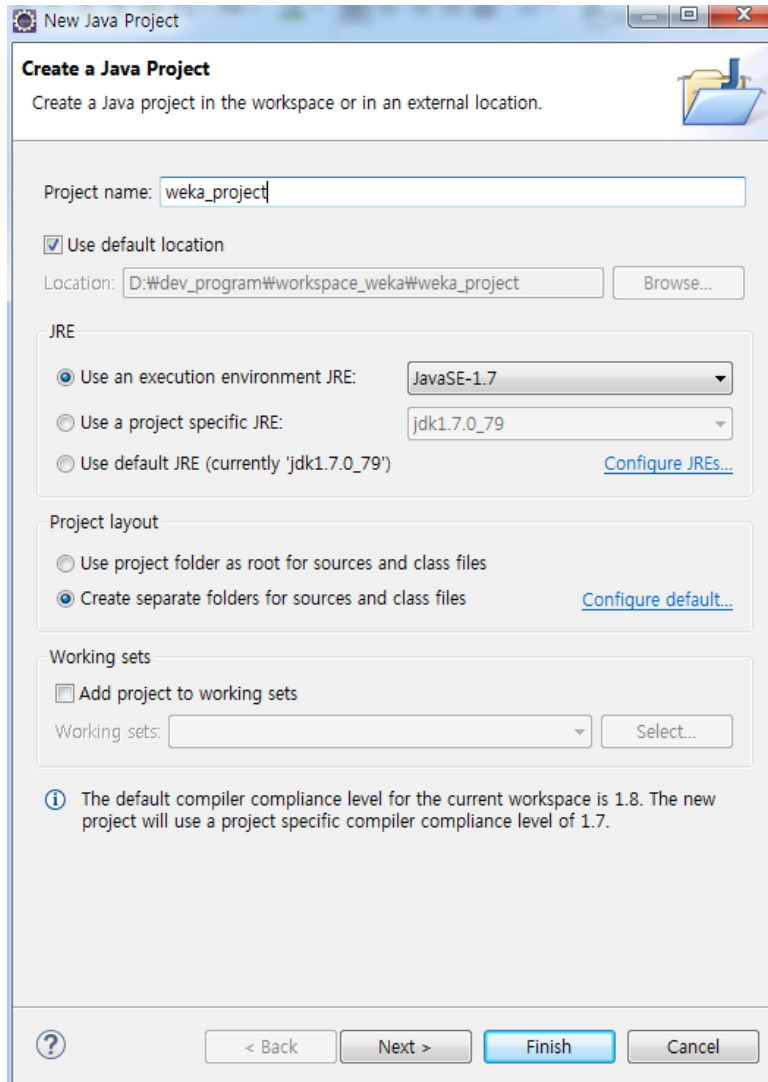 New Java Project
Create a Java Project
Create a Java project in the workspace or in an external location.
Project name: weka_project
Use default location
Location: D:₩dev_program₩workspace_weka₩weka_project Browse...
JRE
Use an execution environment JRE: JavaSE-1.7
Use a project specific JRE: jdk1.7.0_79
Use default JRE (currently 'jdk1.7.0_79') Configure JREs...
Project layout
Use project folder as root for sources and class files
Create separate folders for sources and class files Configure default...
Working sets
Add project to working sets
Working sets: Select...
The default compiler compliance level for the current workspace is 1.8. The new
project will use a project specific compiler compliance level of 1.7.
? < Back Next > Finish Cancel